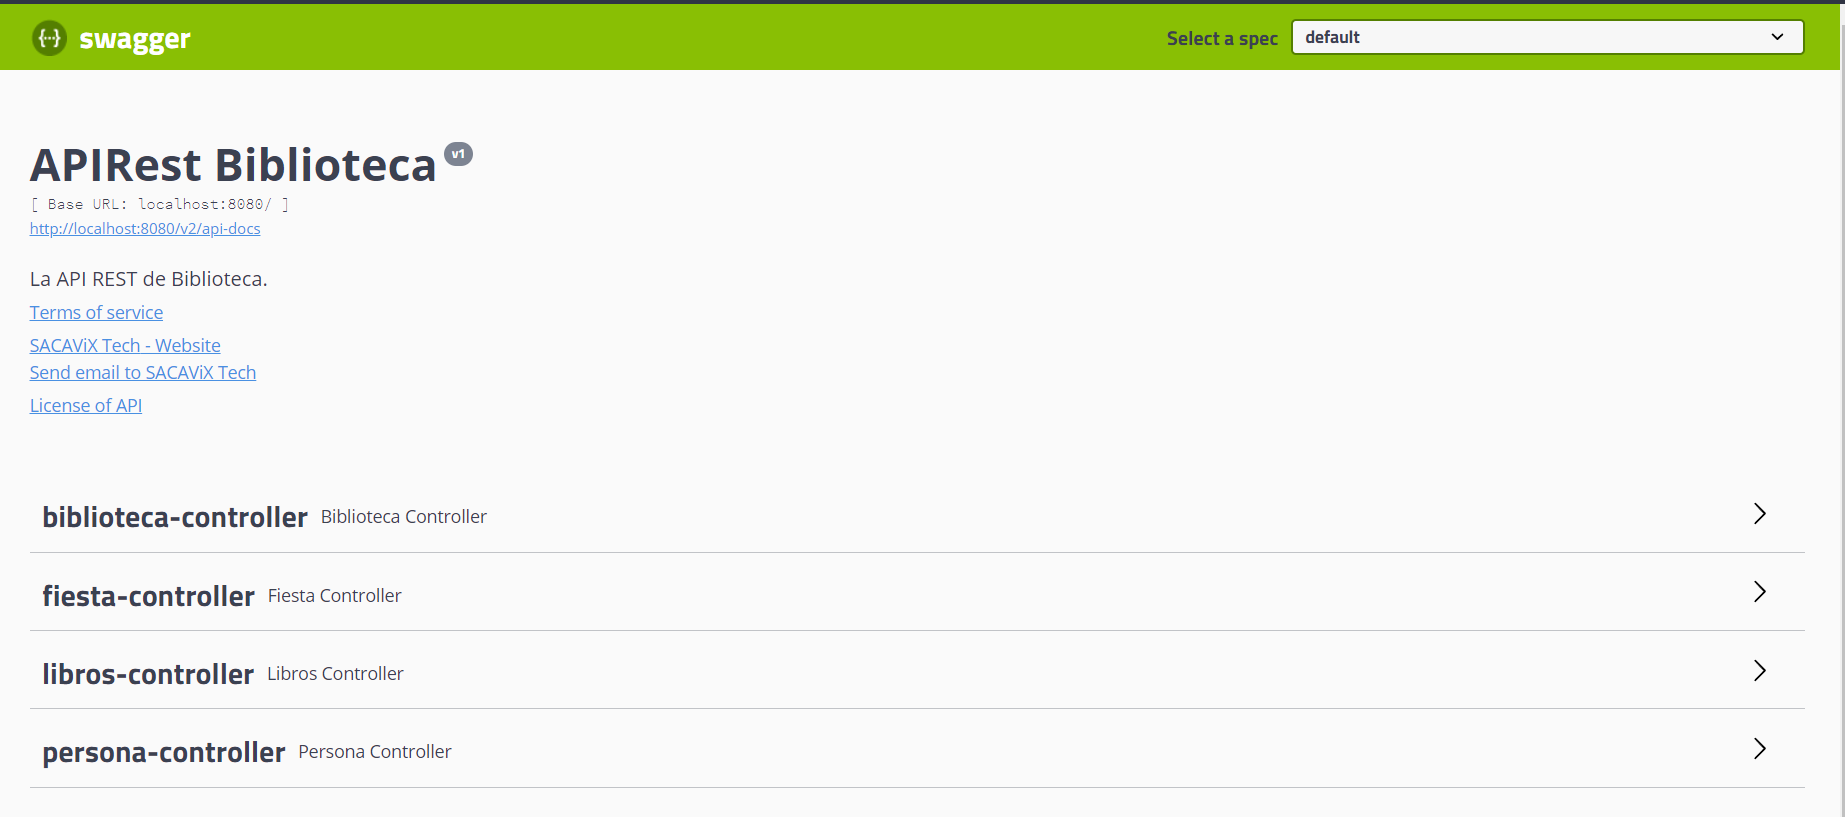 {···} swagger Select a spec default
APIRest Biblioteca v1
[ Base URL: localhost:8080/ ]
http://localhost:8080/v2/api-docs
La API REST de Biblioteca.
Terms of service
SACAViX Tech - Website
Send email to SACAViX Tech
License of API
biblioteca-controller Biblioteca Controller
fiesta-controller Fiesta Controller
libros-controller Libros Controller
persona-controller Persona Controller